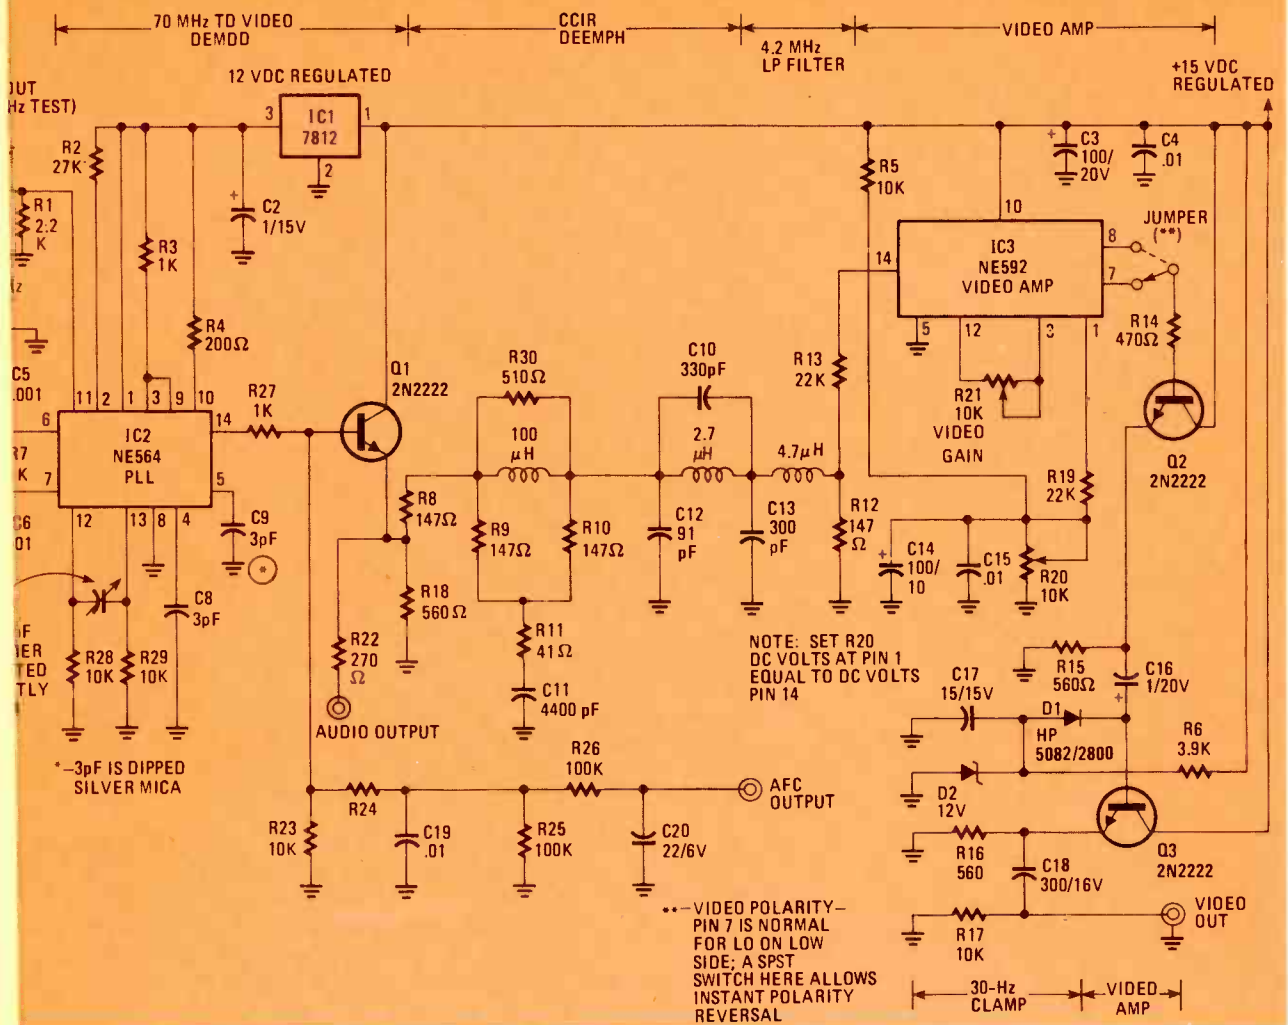 70 MHz TD VIDEO
DEMDD
CCIR
DEEMPH
4.2 MHz
LP FILTER
VIDEO AMP
+15 VDC
REGULATED
12 VDC REGULATED
Hz TEST)
3
IC1
7812
1
2
R2
27K
R1
2:2
K
R3
1K
C2
1/15V
R4
200Ω
R5
10K
C3
100/
20V
C4
.01
10
IC3
NE592
VIDEO AMP
14
8
7
5
12
3
1
JUMPER
(**)
R14
470Ω
Q1
2N2222
R30
510Ω
C10
330pF
R13
22K
R21
10K
VIDEO
GAIN
C5
.001
R27
1K
11
2
1
3
9
10
6
IC2
NE564
PLL
14
7
5
12
13
8
4
100
μH
2.7
μH
4.7μH
R19
22K
Q2
2N2222
R7
K
C6
01
C9
3pF
*
R8
147Ω
R9
147Ω
R10
147Ω
C12
91
pF
C13
300
pF
R12
147
Ω
C14
100/
10
C15
.01
R20
10K
C8
3pF
R18
560Ω
R22
270
Ω
R11
41Ω
C11
4400 pF
R28
10K
R29
10K
AUDIO OUTPUT
NOTE: SET R20
DC VOLTS AT PIN 1
EQUAL TO DC VOLTS
PIN 14
R15
560Ω
C16
1/20V
C17
15/15V
D1
HP
5082/2800
R6
3.9K
D2
12V
*-3pF IS DIPPED
SILVER MICA
R26
100K
AFC
OUTPUT
R24
R23
10K
C19
.01
R25
100K
C20
22/6V
R16
560
C18
300/16V
Q3
2N2222
R17
10K
VIDEO
OUT
**-VIDEO POLARITY-
PIN 7 IS NORMAL
FOR LO ON LOW
SIDE; A SPST
SWITCH HERE ALLOWS
INSTANT POLARITY
REVERSAL
30-Hz
CLAMP
VIDEO
AMP